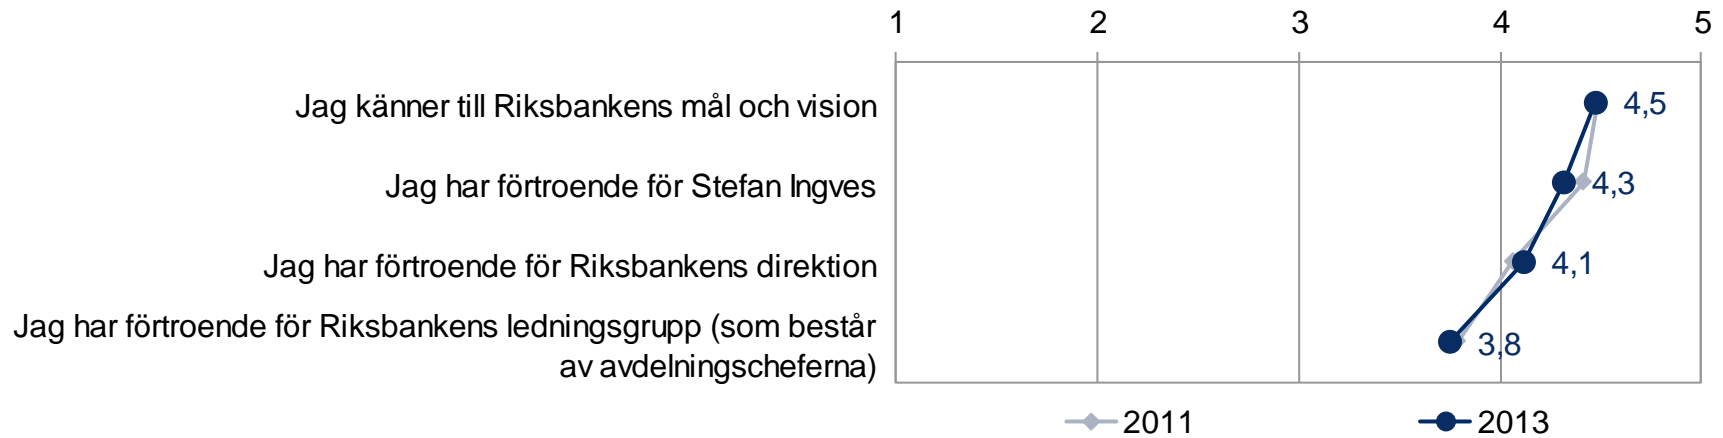 1 2 3 4 5
Jag känner till Riksbankens mål och vision 4,5
Jag har förtroende för Stefan Ingves 4,3
Jag har förtroende för Riksbankens direktion 4,1
Jag har förtroende för Riksbankens ledningsgrupp (som består
av avdelningscheferna) 3,8
2011 2013